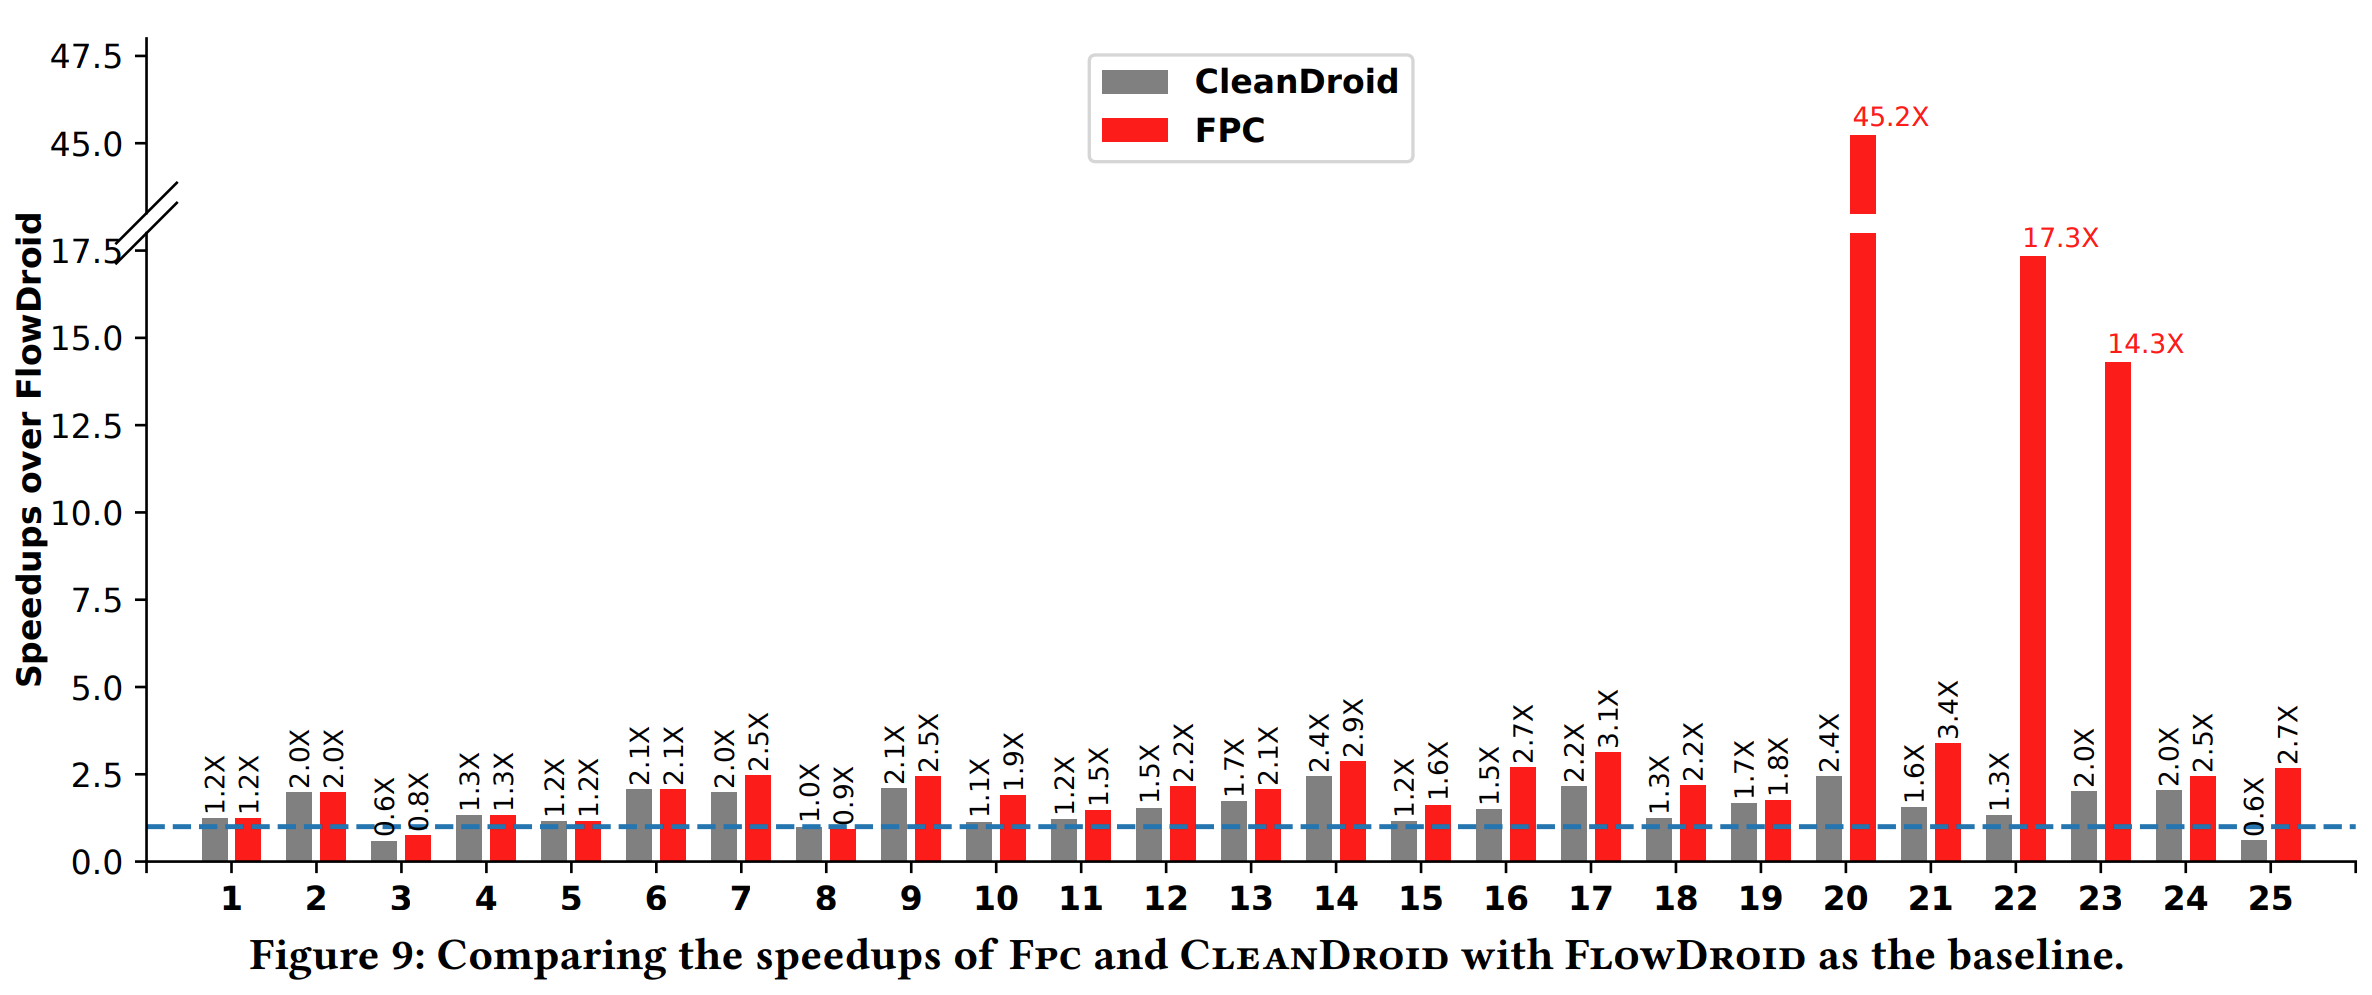 47.5
45.0
17.5
15.0
12.5
10.0
7.5
5.0
2.5
0.0
Speedups over FlowDroid
CleanDroid
FPC
1.2X 1.2X
2.0X 2.0X
0.6X 0.8X
1.3X 1.3X
1.2X 1.2X
2.1X 2.1X
2.0X 2.5X
1.0X 0.9X
2.1X 2.5X
1.1X 1.9X
1.2X 1.5X
1.5X 2.2X
1.7X 2.1X
2.4X 2.9X
1.2X 1.6X
1.5X 2.7X
2.2X 3.1X
1.3X 2.2X
1.7X 1.8X
2.4X 45.2X
1.6X 3.4X
1.3X 17.3X
2.0X 14.3X
2.0X 2.5X
0.6X 2.7X
1 2 3 4 5 6 7 8 9 10 11 12 13 14 15 16 17 18 19 20 21 22 23 24 25
Figure 9: Comparing the speedups of FPC and CLEANDROID with FLOWDROID as the baseline.